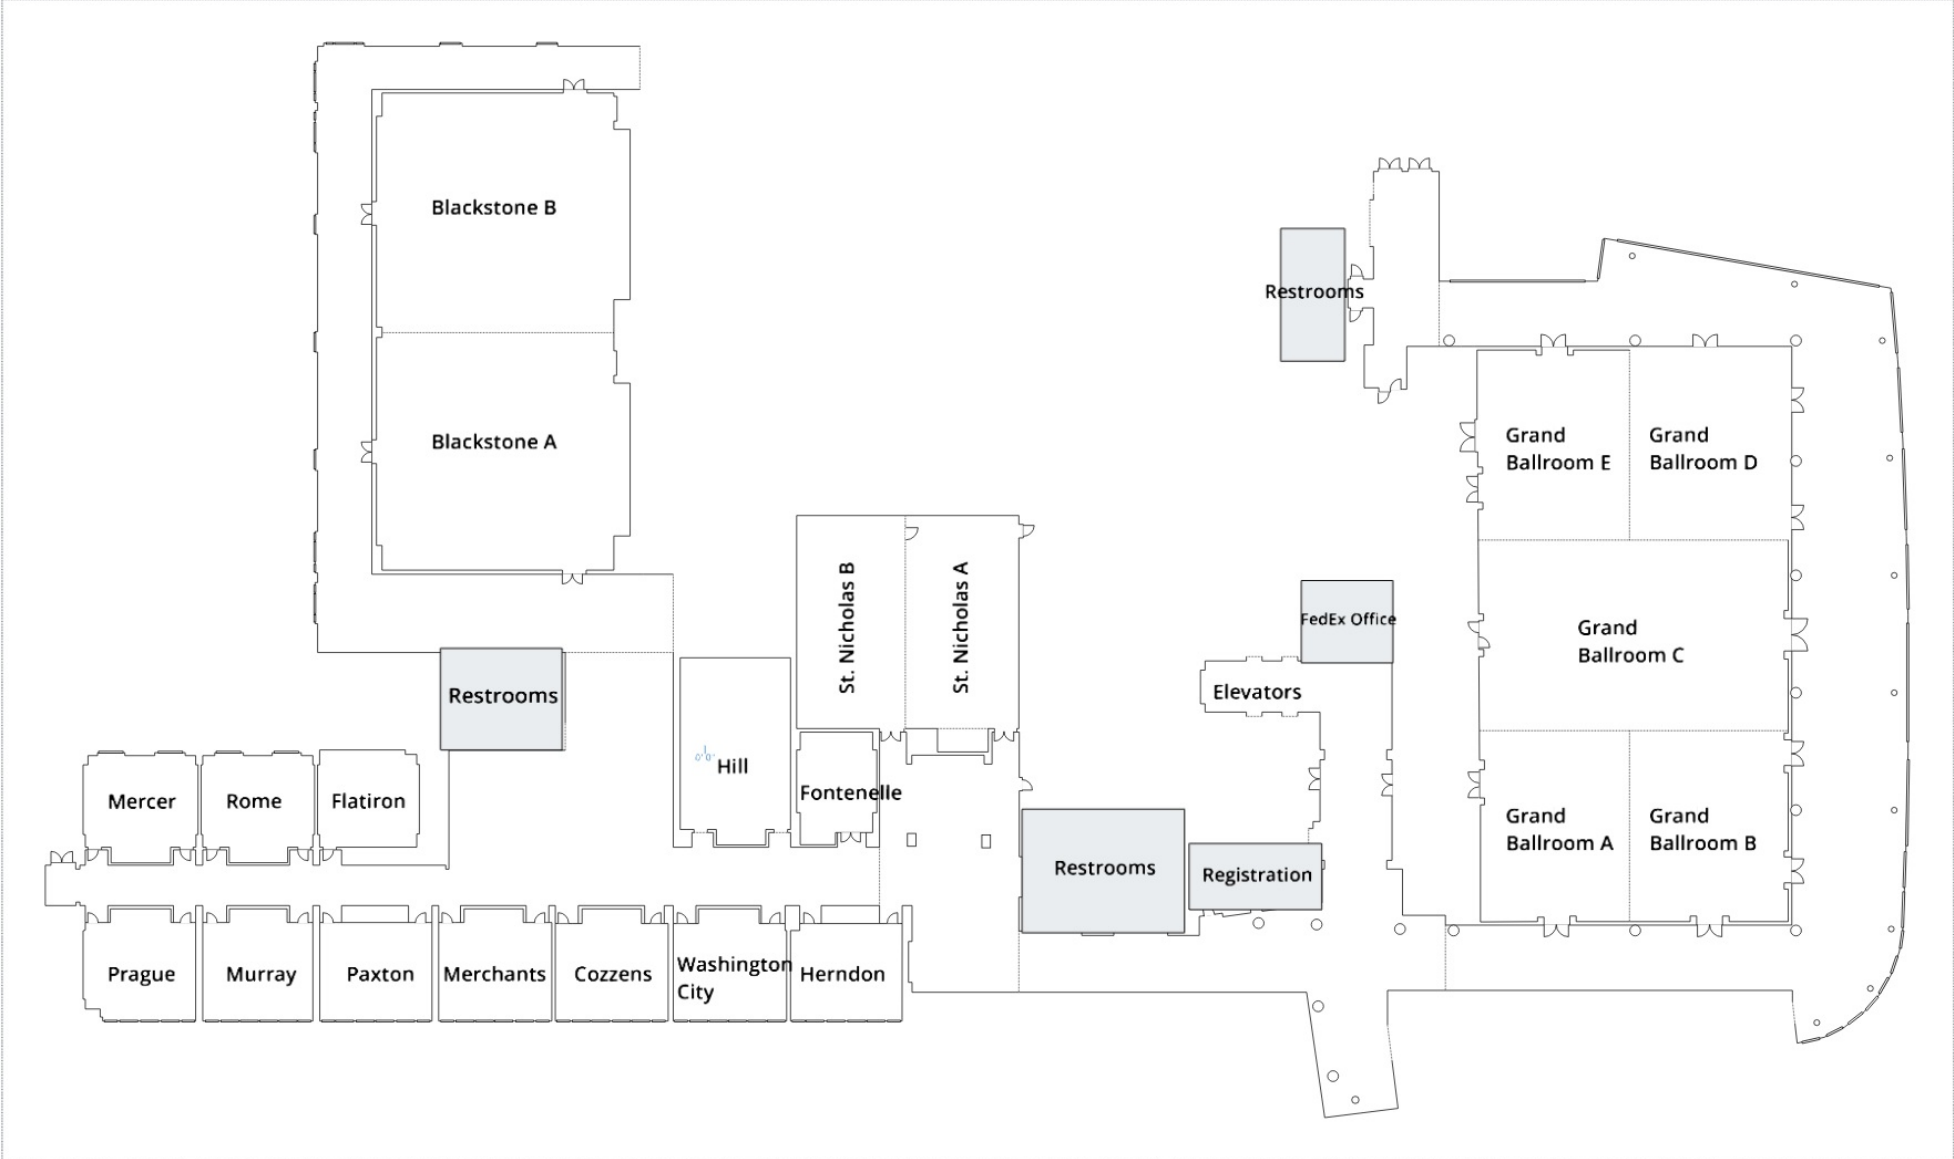 Blackstone B
Restrooms
Blackstone A
Grand
Ballroom E
Grand
Ballroom D
St. Nicholas B
St. Nicholas A
FedEx Office
Grand
Ballroom C
Restrooms
Elevators
Hill
Fontenelle
Mercer
Rome
Flatiron
Grand
Ballroom A
Grand
Ballroom B
Restrooms
Registration
Prague
Murray
Paxton
Merchants
Cozzens
Washington
City
Herndon